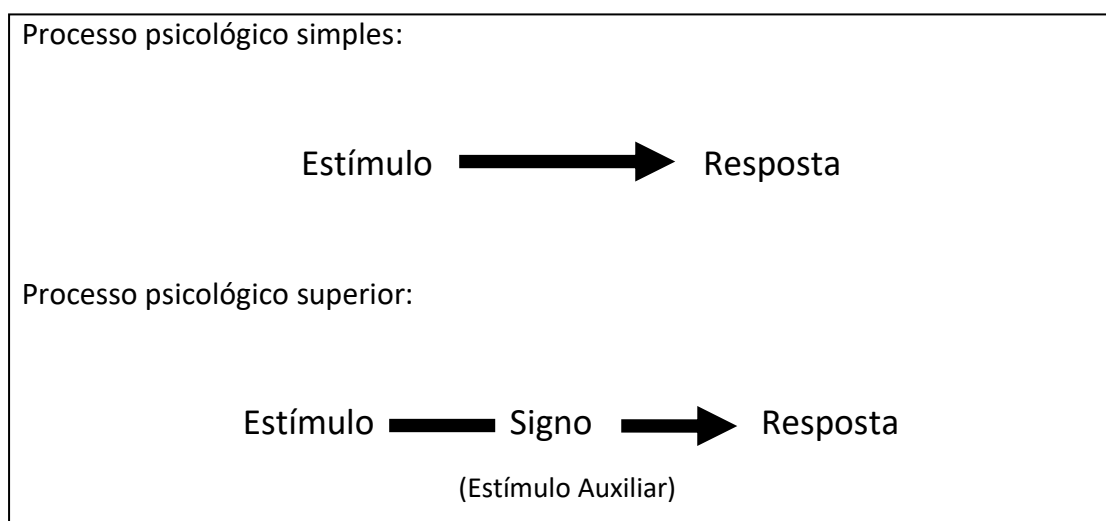 Processo psicológico simples:
Estímulo Resposta
Processo psicológico superior:
Estímulo Signo Resposta
(Estímulo Auxiliar)